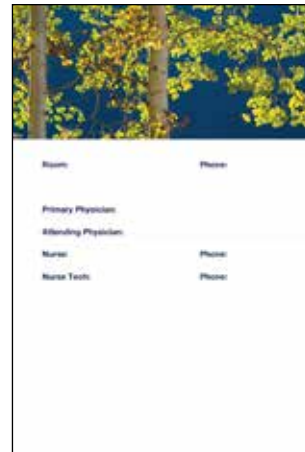 Room: Phone:
Primary Physician:
Attending Physician:
Nurse: Phone:
Nurse Tech: Phone: